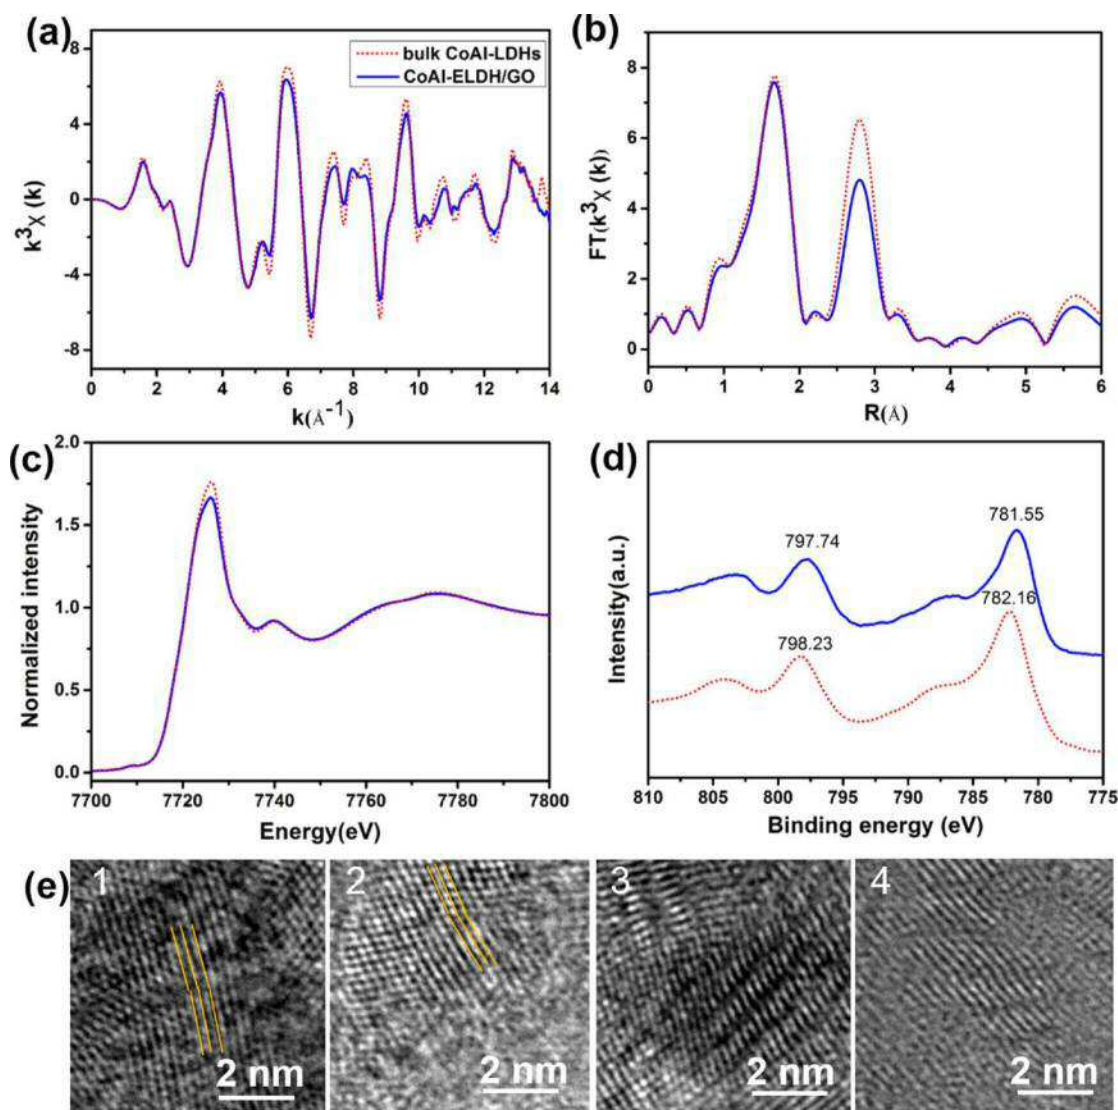 (a)
8
4
0
-4
-8
k³χ (k)
bulk CoAl-LDHs
CoAl-ELDH/GO
0 2 4 6 8 10 12 14
k(Å⁻¹)
(b)
8
6
4
2
0
FT(k³χ (k))
0 1 2 3 4 5 6
R(Å)
(c)
2.0
1.5
1.0
0.5
0.0
Normalized intensity
7700 7720 7740 7760 7780 7800
Energy(eV)
(d)
Intensity(a.u.)
797.74
781.55
798.23
782.16
810 805 800 795 790 785 780 775
Binding energy (eV)
(e)
1 2 3 4
2 nm 2 nm 2 nm 2 nm